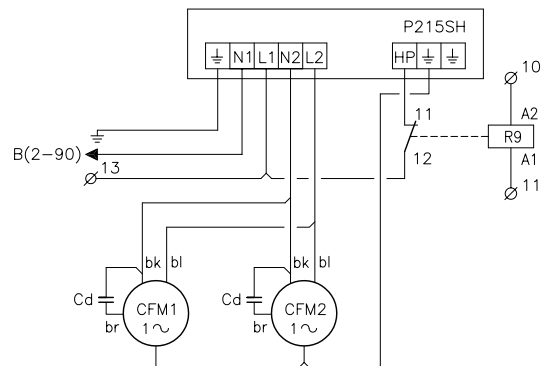 P215SH
N1 L1 N2 L2 HP
10
11
A2
R9
B(2-90)
13
12
A1
11
bk bl bk bl
Cd Cd
CFM1 CFM2
br 1~ br 1~